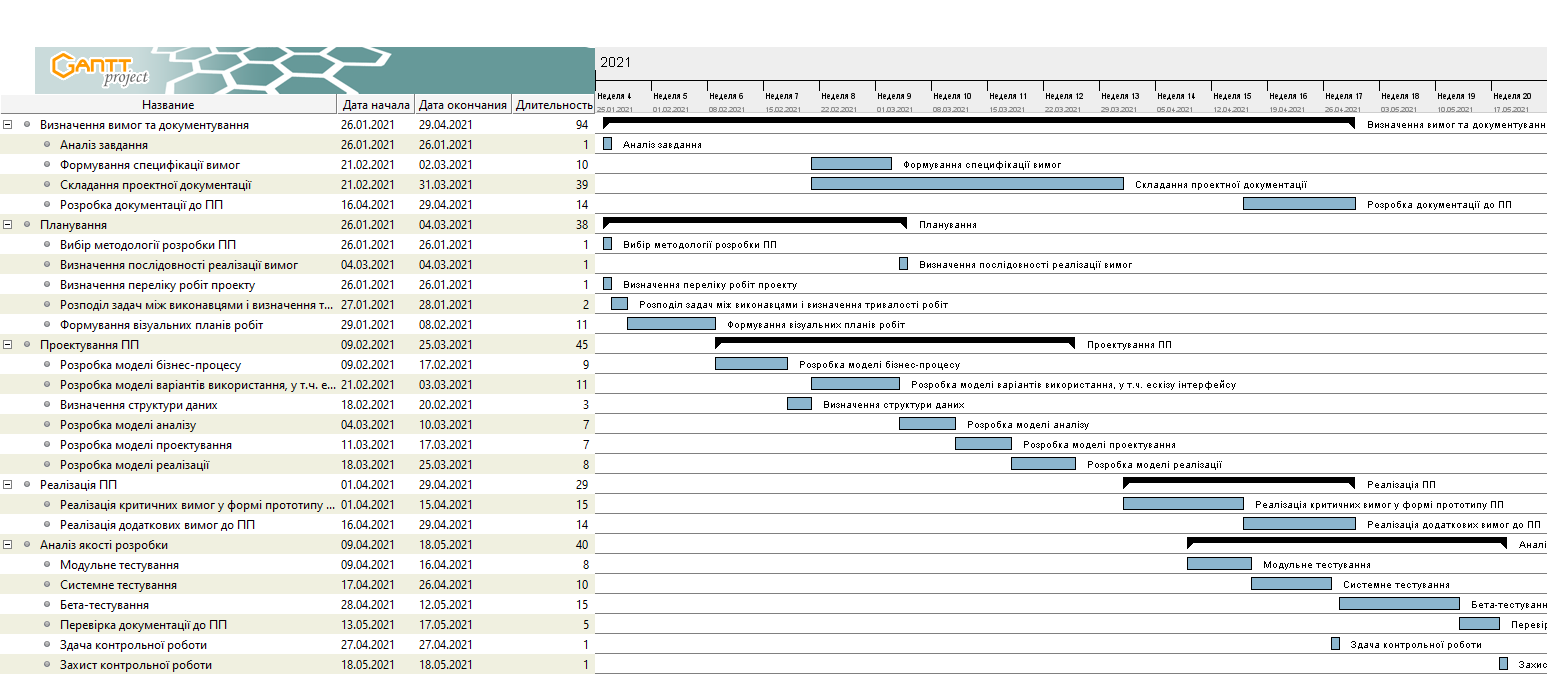 GANTT
project
2021
Неделя 4 Неделя 5 Неделя 6 Неделя 7 Неделя 8 Неделя 9 Неделя 10 Неделя 11 Неделя 12 Неделя 13 Неделя 14 Неделя 15 Неделя 16 Неделя 17 Неделя 18 Неделя 19 Неделя 20
25.01.2021 01.02.2021 08.02.2021 15.02.2021 22.02.2021 01.03.2021 08.03.2021 15.03.2021 22.03.2021 29.03.2021 05.04.2021 12.04.2021 19.04.2021 26.04.2021 03.05.2021 10.05.2021 17.05.2021
Название Дата начала Дата окончания Длительность
Визначення вимог та документування 26.01.2021 29.04.2021 94 Визначення вимог та документуванн
Аналіз завдання 26.01.2021 26.01.2021 1 Аналіз завдання
Формування специфікації вимог 21.02.2021 02.03.2021 10 Формування специфікації вимог
Складання проектної документації 21.02.2021 31.03.2021 39 Складання проектної документації
Розробка документації до ПП 16.04.2021 29.04.2021 14 Розробка документації до ПП
Планування 26.01.2021 04.03.2021 38 Планування
Вибір методології розробки ПП 26.01.2021 26.01.2021 1 Вибір методології розробки ПП
Визначення послідовності реалізації вимог 04.03.2021 04.03.2021 1 Визначення послідовності реалізації вимог
Визначення переліку робіт проекту 26.01.2021 26.01.2021 1 Визначення переліку робіт проекту
Розподіл задач між виконавцями і визначення т... 27.01.2021 28.01.2021 2 Розподіл задач між виконавцями і визначення тривалості робіт
Формування візуальних планів робіт 29.01.2021 08.02.2021 11 Формування візуальних планів робіт
Проектування ПП 09.02.2021 25.03.2021 45 Проектування ПП
Розробка моделі бізнес-процесу 09.02.2021 17.02.2021 9 Розробка моделі бізнес-процесу
Розробка моделі варіантів використання, у т.ч. е... 21.02.2021 03.03.2021 11 Розробка моделі варіантів використання, у т.ч. ескізу інтерфейсу
Визначення структури даних 18.02.2021 20.02.2021 3 Визначення структури даних
Розробка моделі аналізу 04.03.2021 10.03.2021 7 Розробка моделі аналізу
Розробка моделі проектування 11.03.2021 17.03.2021 7 Розробка моделі проектування
Розробка моделі реалізації 18.03.2021 25.03.2021 8 Розробка моделі реалізації
Реалізація ПП 01.04.2021 29.04.2021 29 Реалізація ПП
Реалізація критичних вимог у формі прототипу ... 01.04.2021 15.04.2021 15 Реалізація критичних вимог у формі прототипу ПП
Реалізація додаткових вимог до ПП 16.04.2021 29.04.2021 14 Реалізація додаткових вимог до ПП
Аналіз якості розробки 09.04.2021 18.05.2021 40 Аналі
Модульне тестування 09.04.2021 16.04.2021 8 Модульне тестування
Системне тестування 17.04.2021 26.04.2021 10 Системне тестування
Бета-тестування 28.04.2021 12.05.2021 15 Бета-тестуванн
Перевірка документації до ПП 13.05.2021 17.05.2021 5 Перевір
Здача контрольної роботи 27.04.2021 27.04.2021 1 Здача контрольної роботи
Захист контрольної роботи 18.05.2021 18.05.2021 1 Захис